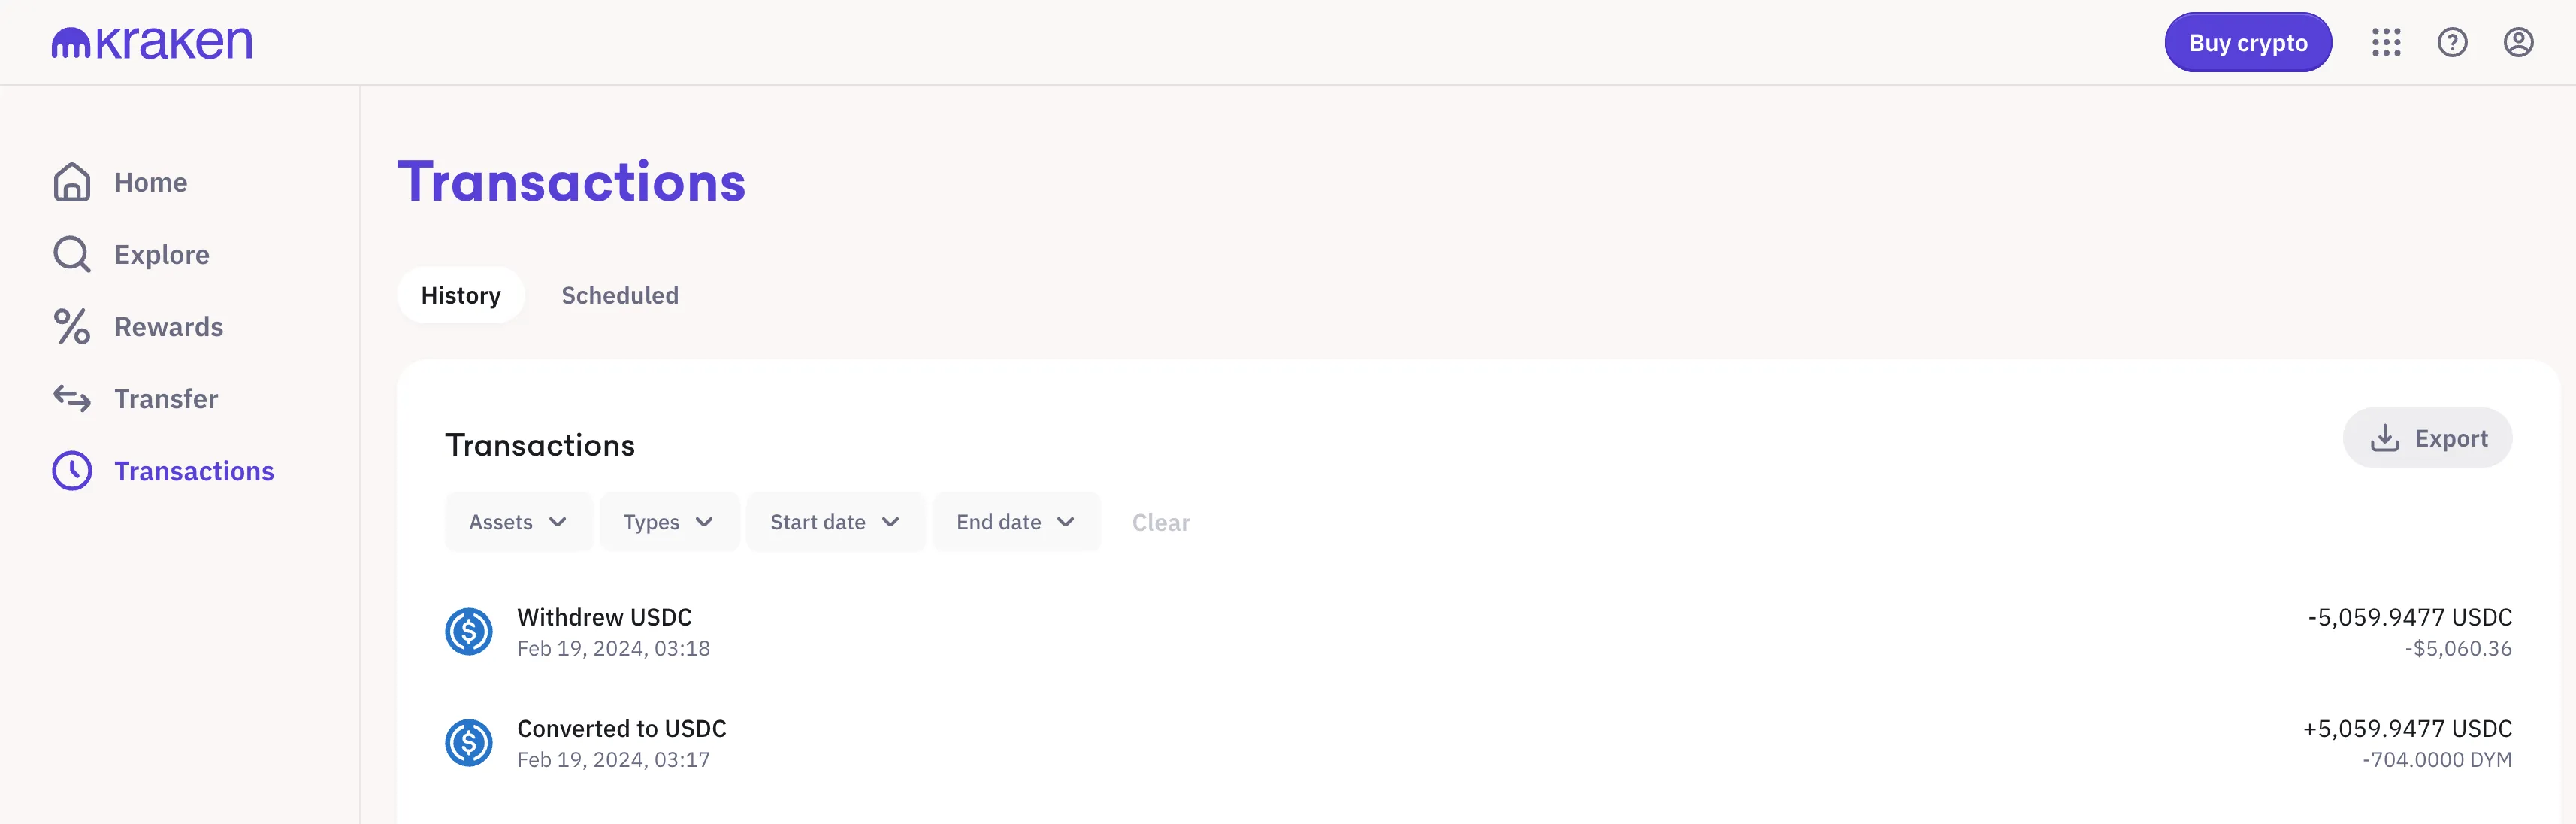 kraken
Buy crypto
Home
Explore
Rewards
Transfer
Transactions
Transactions
History
Scheduled
Transactions
Export
Assets
Types
Start date
End date
Clear
Withdrew USDC
-5,059.9477 USDC
Feb 19, 2024, 03:18
-$5,060.36
Converted to USDC
+5,059.9477 USDC
Feb 19, 2024, 03:17
-704.0000 DYM